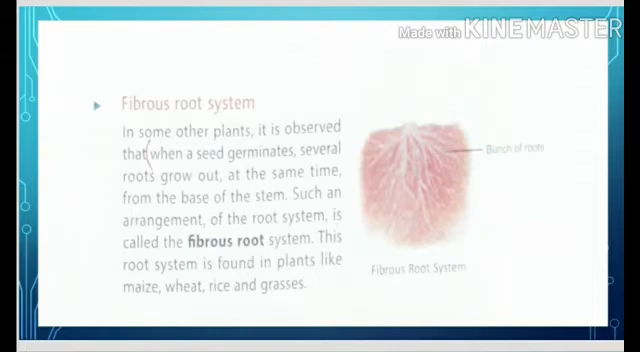 Made with KINEMASTER
Fibrous root system
In some other plants, it is observed
that when a seed germinates, several
roots grow out, at the same time,
from the base of the stem. Such an
arrangement, of the root system, is
called the fibrous root system. This
root system is found in plants like
maize, wheat, rice and grasses.
Bunch of roots
Fibrous Root System